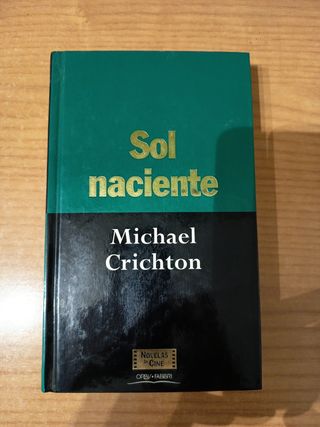 Sol
naciente
Michael
Crichton
NOVELAS
DE CINE
ORBIS • FABBRI